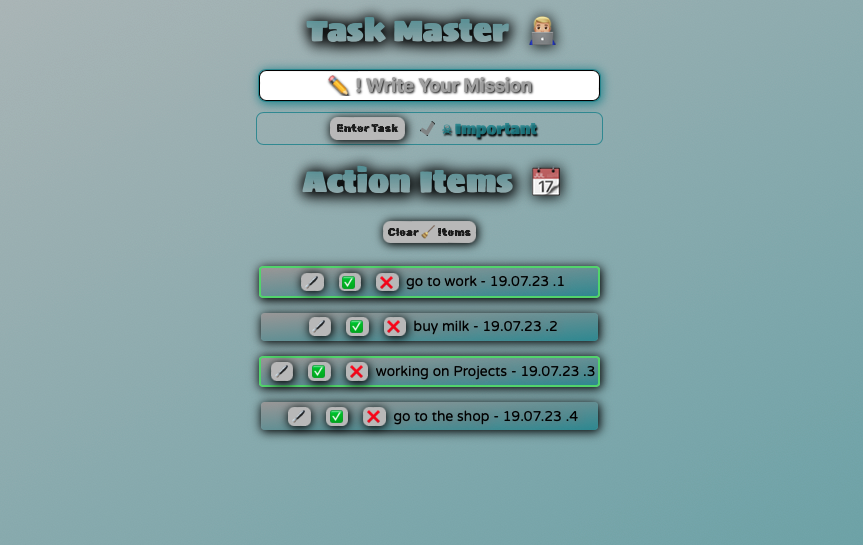 Task Master
! Write Your Mission
Enter Task
Important
Action Items
17
Clear Items
go to work - 19.07.23 .1
buy milk - 19.07.23 .2
working on Projects - 19.07.23 .3
go to the shop - 19.07.23 .4